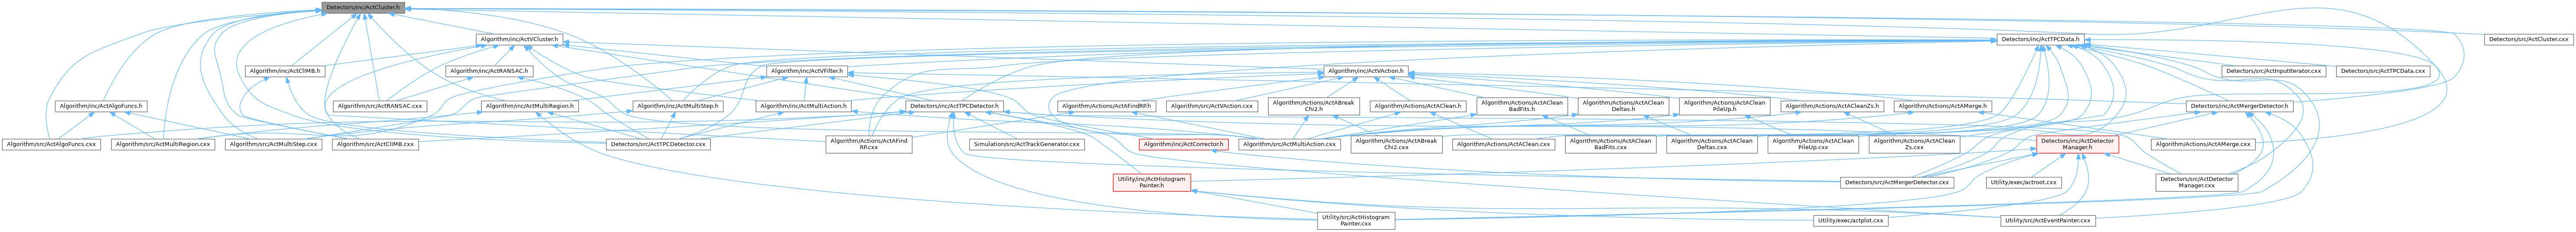 Detectors/inc/ActCluster.h
Algorithm/inc/ActVCluster.h
Detectors/inc/ActTPCData.h
Detectors/src/ActCluster.cxx
Algorithm/inc/ActCliMB.h
Algorithm/inc/ActRANSAC.h
Algorithm/inc/ActVFilter.h
Algorithm/inc/ActVAction.h
Detectors/src/ActInputIterator.cxx
Detectors/src/ActTPCData.cxx
Algorithm/inc/ActAlgoFuncs.h
Algorithm/src/ActRANSAC.cxx
Algorithm/inc/ActMultiRegion.h
Algorithm/inc/ActMultiStep.h
Algorithm/inc/ActMultiAction.h
Detectors/inc/ActTPCDetector.h
Algorithm/Actions/ActAFindRP.h
Algorithm/src/ActVAction.cxx
Algorithm/Actions/ActABreak
Chi2.h
Algorithm/Actions/ActAClean.h
Algorithm/Actions/ActAClean
BadFits.h
Algorithm/Actions/ActAClean
Deltas.h
Algorithm/Actions/ActAClean
PileUp.h
Algorithm/Actions/ActACleanZs.h
Algorithm/Actions/ActAMerge.h
Detectors/inc/ActMergerDetector.h
Algorithm/src/ActAlgoFuncs.cxx
Algorithm/src/ActMultiRegion.cxx
Algorithm/src/ActMultiStep.cxx
Algorithm/src/ActCliMB.cxx
Detectors/src/ActTPCDetector.cxx
Algorithm/Actions/ActAFind
RP.cxx
Simulation/src/ActTrackGenerator.cxx
Algorithm/inc/ActCorrector.h
Algorithm/src/ActMultiAction.cxx
Algorithm/Actions/ActABreak
Chi2.cxx
Algorithm/Actions/ActAClean.cxx
Algorithm/Actions/ActAClean
BadFits.cxx
Algorithm/Actions/ActAClean
Deltas.cxx
Algorithm/Actions/ActAClean
PileUp.cxx
Algorithm/Actions/ActAClean
Zs.cxx
Detectors/inc/ActDetector
Manager.h
Algorithm/Actions/ActAMerge.cxx
Utility/inc/ActHistogram
Painter.h
Detectors/src/ActMergerDetector.cxx
Utility/exec/actroot.cxx
Detectors/src/ActDetector
Manager.cxx
Utility/src/ActHistogram
Painter.cxx
Utility/exec/actplot.cxx
Utility/src/ActEventPainter.cxx